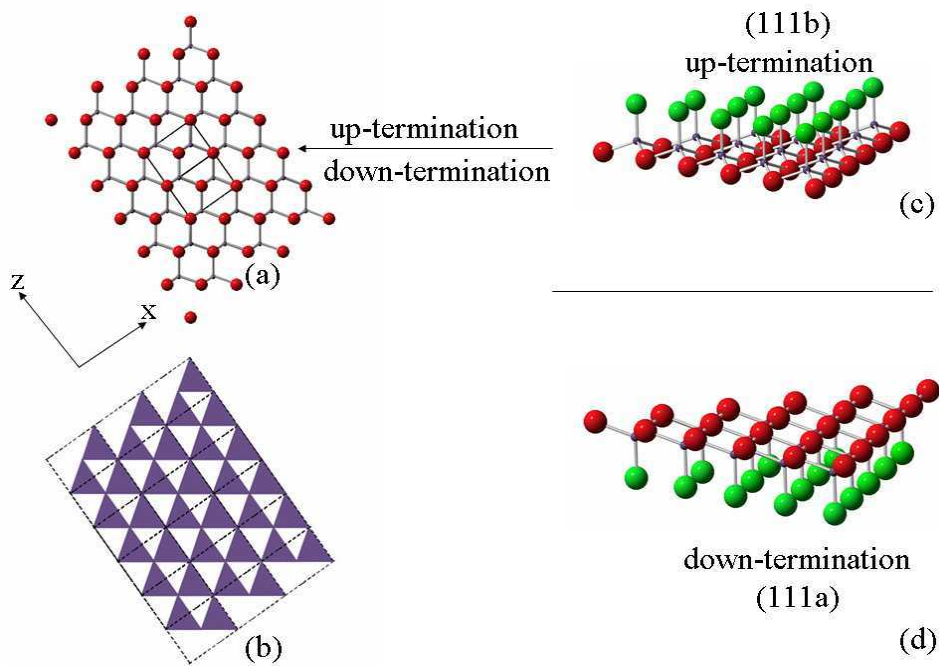 (111b)
up-termination
up-termination
down-termination
(c)
(a)
z
x
down-termination
(111a)
(b)
(d)